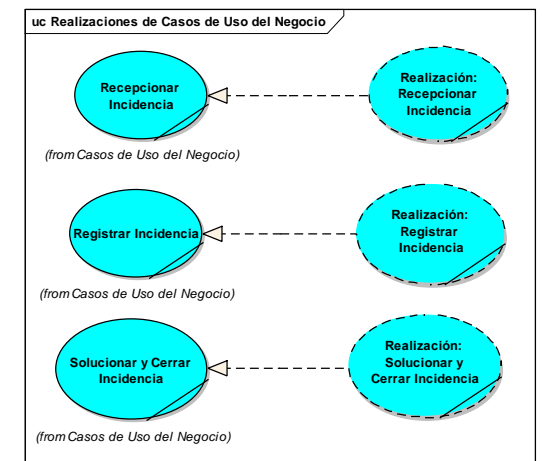 uc Realizaciones de Casos de Uso del Negocio
Recepcionar
Incidencia
Realización:
Recepcionar
Incidencia
(from Casos de Uso del Negocio)
Registrar Incidencia
Realización:
Registrar
Incidencia
(from Casos de Uso del Negocio)
Solucionar y Cerrar
Incidencia
Realización:
Solucionar y
Cerrar Incidencia
(from Casos de Uso del Negocio)